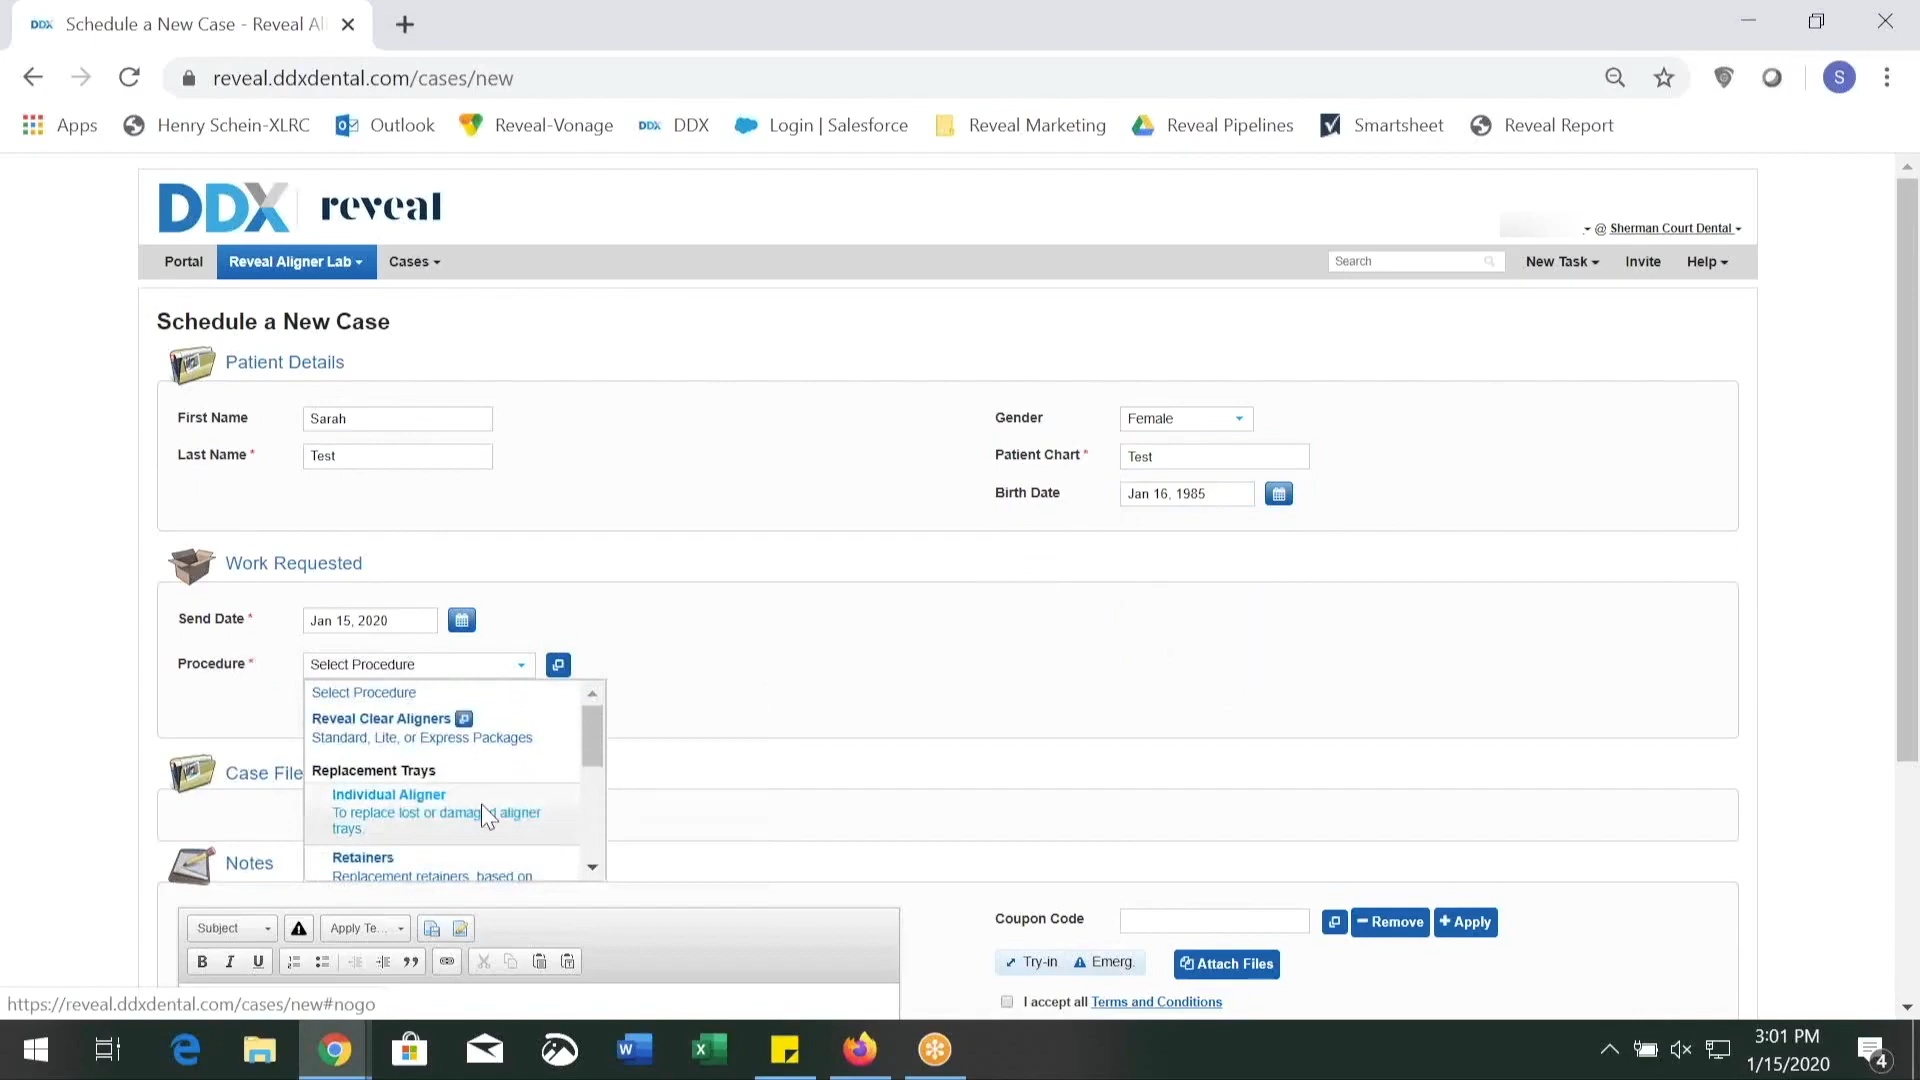 DDX Schedule a New Case - Reveal Al
reveal.ddxdental.com/cases/new
S
Apps Henry Schein-XLRC Outlook Reveal-Vonage DDX DDX Login | Salesforce Reveal Marketing Reveal Pipelines Smartsheet Reveal Report
DDX reveal
@ Sherman Court Dental
Portal Reveal Aligner Lab Cases Search New Task Invite Help
Schedule a New Case
Patient Details
First Name Sarah Gender Female
Last Name * Test Patient Chart * Test
Birth Date Jan 16, 1985
Work Requested
Send Date * Jan 15, 2020
Procedure * Select Procedure
Select Procedure
Reveal Clear Aligners
Standard, Lite, or Express Packages
Case File
Replacement Trays
Individual Aligner
To replace lost or damaged aligner
trays.
Retainers
Replacement retainers, based on
Notes
Subject Apply Te... Coupon Code Remove Apply
B I U
Try-in Emerg. Attach Files
I accept all Terms and Conditions
https://reveal.ddxdental.com/cases/new#nogo
3:01 PM
1/15/2020
4